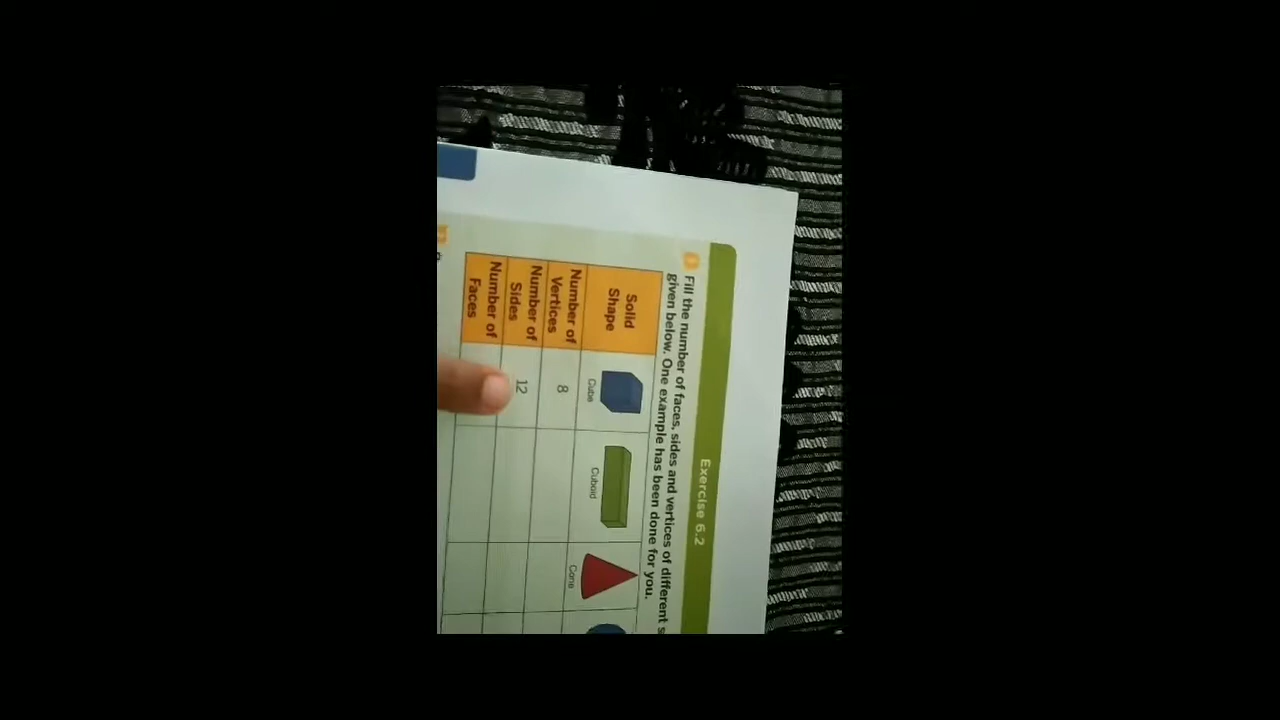 Exercise 6.2
Fill the number of faces, sides and vertices of different
given below. One example has been done for you.
Solid
Shape
Cube
Cuboid
Cone
Number of
Vertices
8
Number of
Sides
12
Number of
Faces